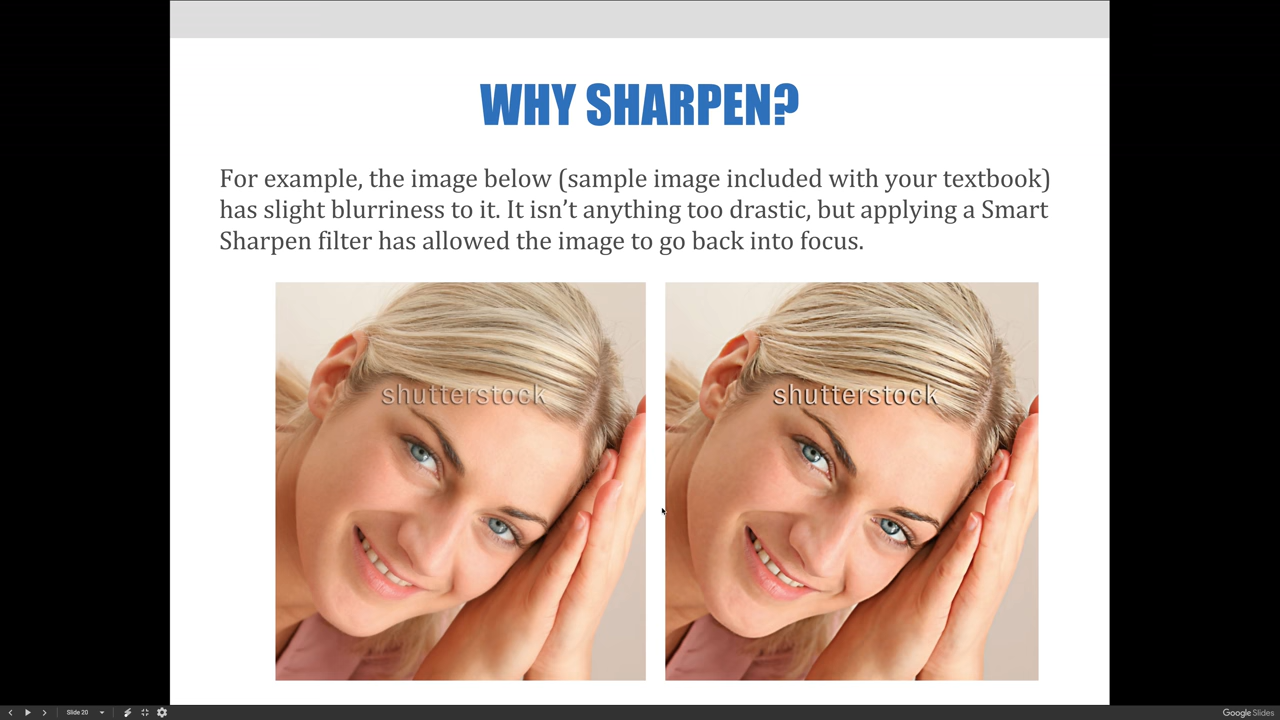 WHY SHARPEN?
For example, the image below (sample image included with your textbook)
has slight blurriness to it. It isn’t anything too drastic, but applying a Smart
Sharpen filter has allowed the image to go back into focus.
shutterstock shutterstock
Slide 20
Google Slides